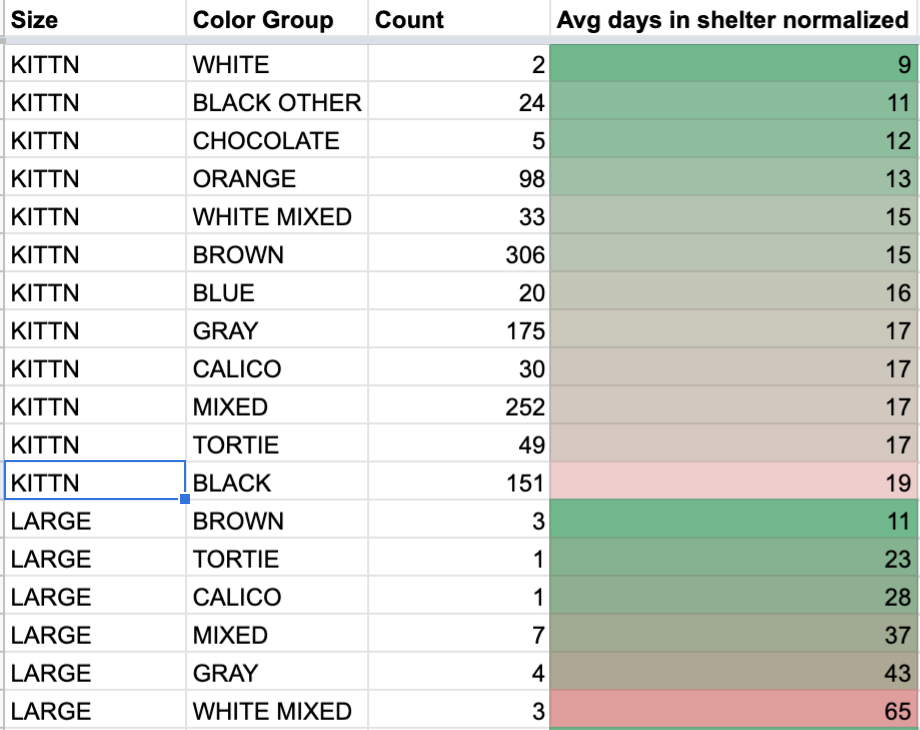 Size Color Group Count Avg days in shelter normalized
KITTN WHITE 2 9
KITTN BLACK OTHER 24 11
KITTN CHOCOLATE 5 12
KITTN ORANGE 98 13
KITTN WHITE MIXED 33 15
KITTN BROWN 306 15
KITTN BLUE 20 16
KITTN GRAY 175 17
KITTN CALICO 30 17
KITTN MIXED 252 17
KITTN TORTIE 49 17
KITTN BLACK 151 19
LARGE BROWN 3 11
LARGE TORTIE 1 23
LARGE CALICO 1 28
LARGE MIXED 7 37
LARGE GRAY 4 43
LARGE WHITE MIXED 3 65